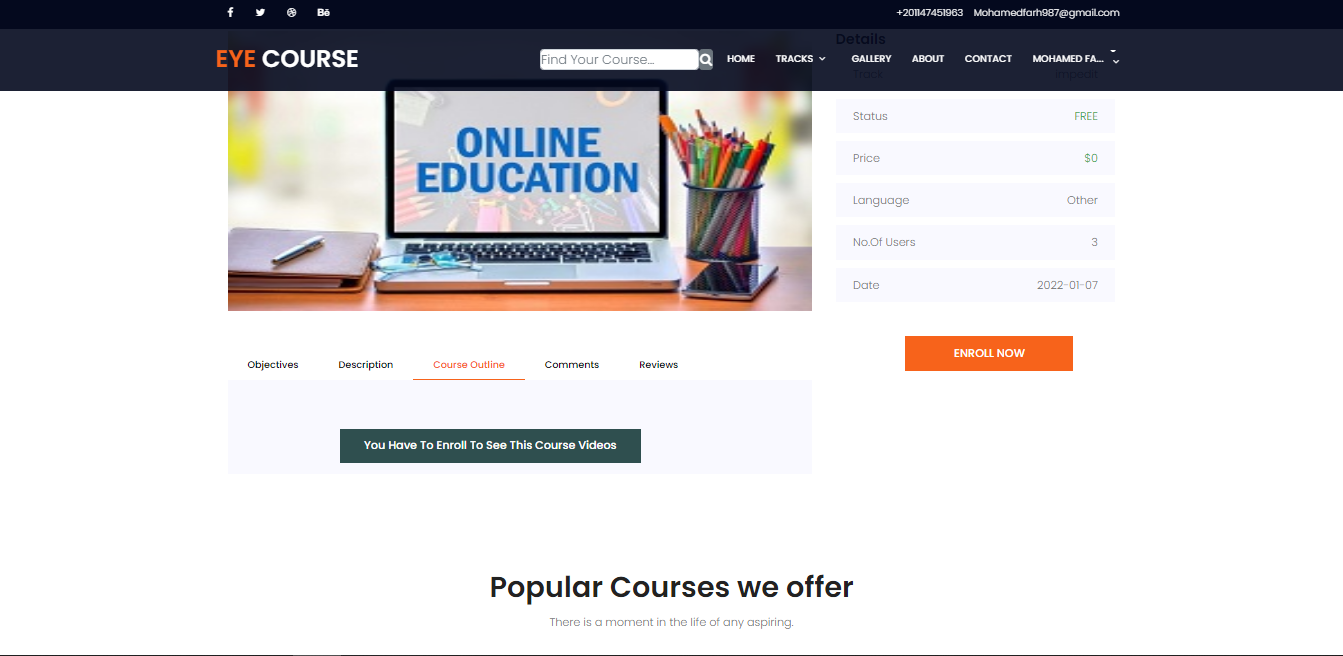 +201147451963 Mohamedfarh987@gmail.com
EYE COURSE
Find Your Course...
HOME TRACKS GALLERY ABOUT CONTACT MOHAMED FA...
ONLINE
EDUCATION
Details
Track impedit
Status FREE
Price $0
Language Other
No.Of Users 3
Date 2022-01-07
ENROLL NOW
Objectives Description Course Outline Comments Reviews
You Have To Enroll To See This Course Videos
Popular Courses we offer
There is a moment in the life of any aspiring.